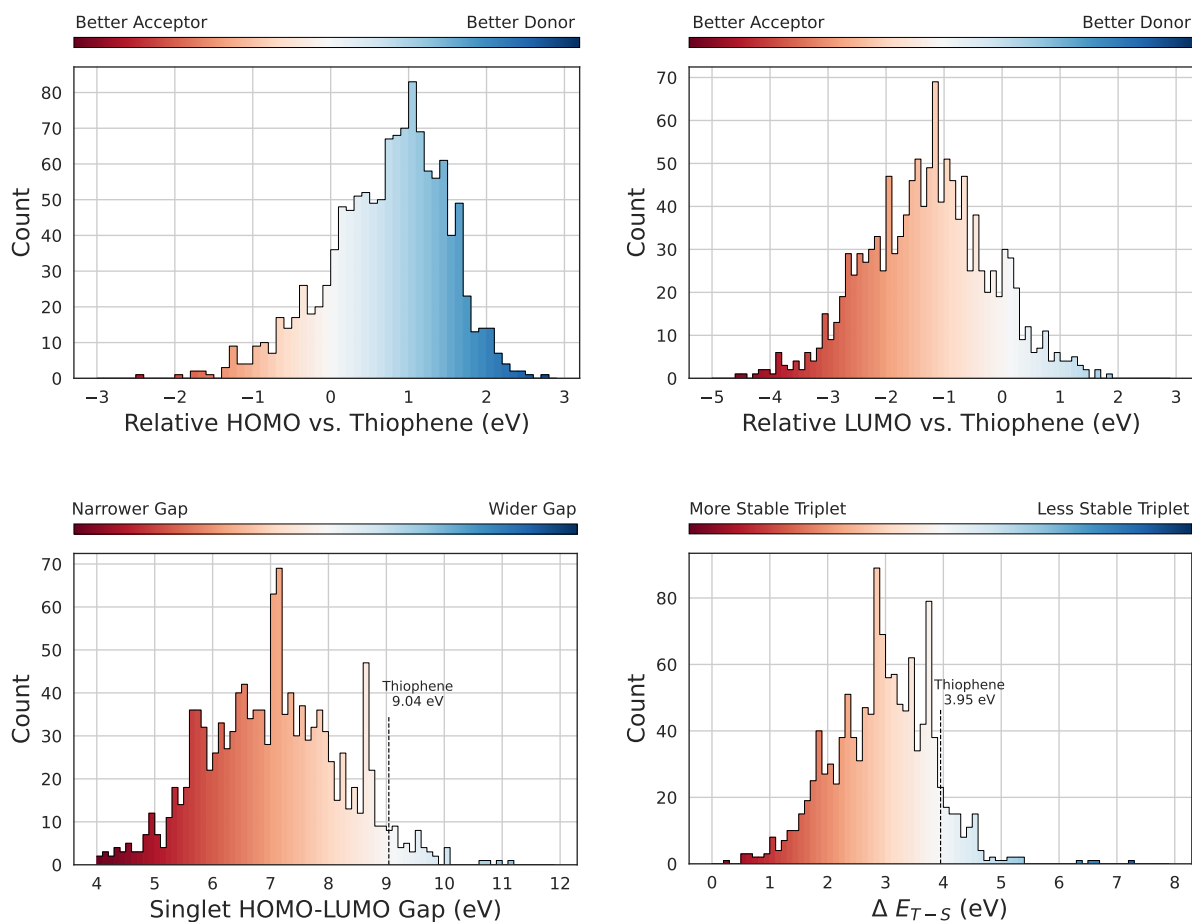 Better Acceptor Better Donor
80
70
60
50
40
30
20
10
0
Count
−3 −2 −1 0 1 2 3
Relative HOMO vs. Thiophene (eV)
Better Acceptor Better Donor
70
60
50
40
30
20
10
0
Count
−5 −4 −3 −2 −1 0 1 2 3
Relative LUMO vs. Thiophene (eV)
Narrower Gap Wider Gap
70
60
50
40
30
20
10
0
Count
Thiophene
9.04 eV
4 5 6 7 8 9 10 11 12
Singlet HOMO-LUMO Gap (eV)
More Stable Triplet Less Stable Triplet
80
60
40
20
0
Count
Thiophene
3.95 eV
0 1 2 3 4 5 6 7 8
Δ E_{T−S} (eV)